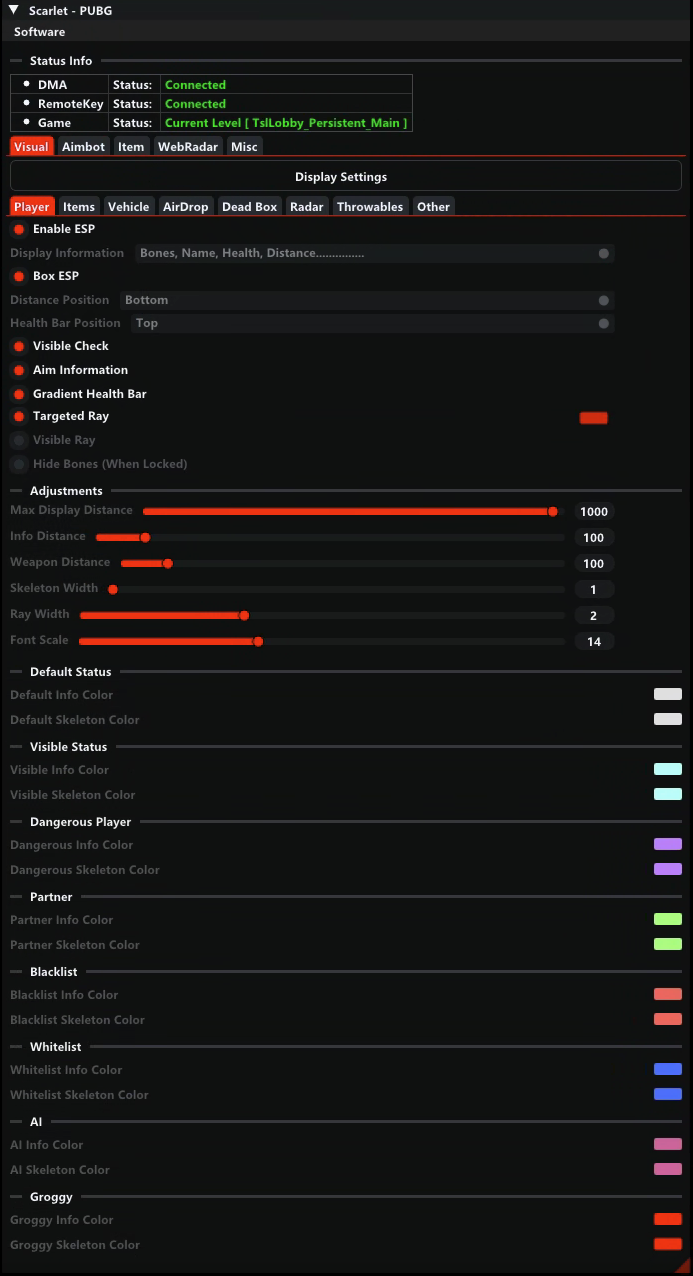 Scarlet - PUBG
Software
Status Info
DMA Status: Connected
RemoteKey Status: Connected
Game Status: Current Level [ TslLobby_Persistent_Main ]
Visual Aimbot Item WebRadar Misc
Display Settings
Player Items Vehicle AirDrop Dead Box Radar Throwables Other
Enable ESP
Display Information Bones, Name, Health, Distance...............
Box ESP
Distance Position Bottom
Health Bar Position Top
Visible Check
Aim Information
Gradient Health Bar
Targeted Ray
Visible Ray
Hide Bones (When Locked)
Adjustments
Max Display Distance 1000
Info Distance 100
Weapon Distance 100
Skeleton Width 1
Ray Width 2
Font Scale 14
Default Status
Default Info Color
Default Skeleton Color
Visible Status
Visible Info Color
Visible Skeleton Color
Dangerous Player
Dangerous Info Color
Dangerous Skeleton Color
Partner
Partner Info Color
Partner Skeleton Color
Blacklist
Blacklist Info Color
Blacklist Skeleton Color
Whitelist
Whitelist Info Color
Whitelist Skeleton Color
AI
AI Info Color
AI Skeleton Color
Groggy
Groggy Info Color
Groggy Skeleton Color